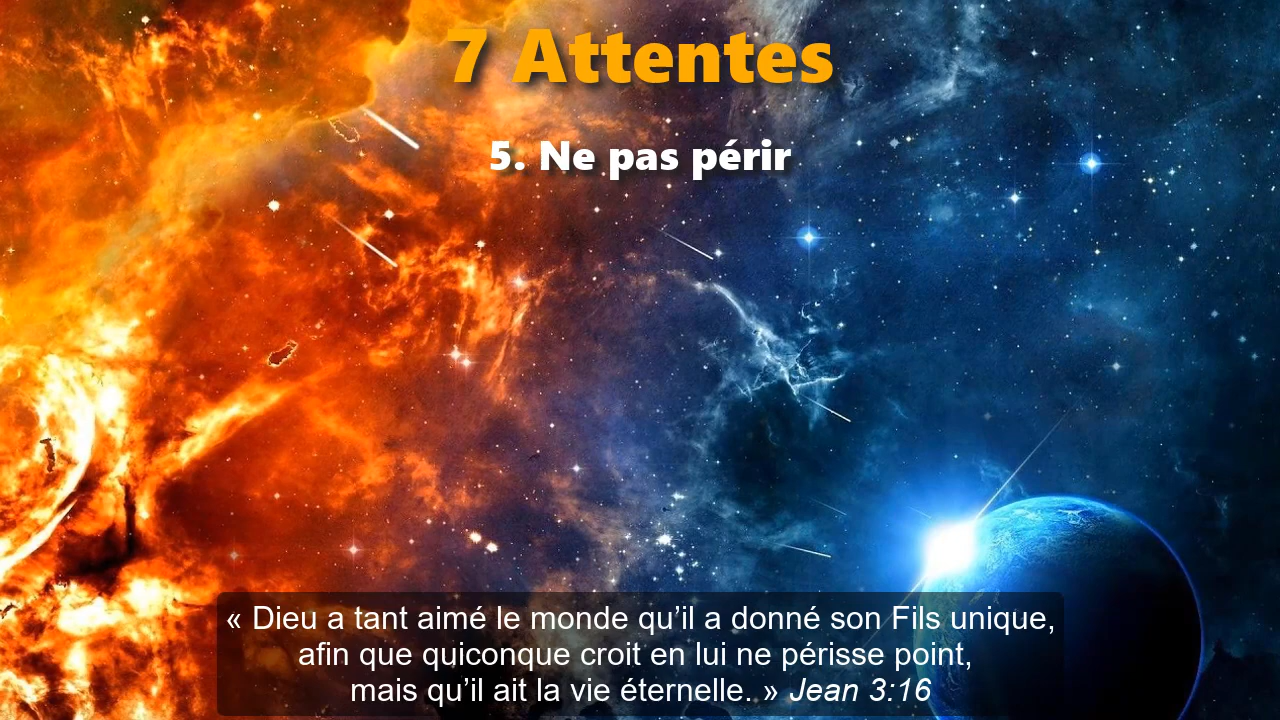 7 Attentes
5. Ne pas périr
« Dieu a tant aimé le monde qu’il a donné son Fils unique,
afin que quiconque croit en lui ne périsse point,
mais qu’il ait la vie éternelle. » Jean 3:16